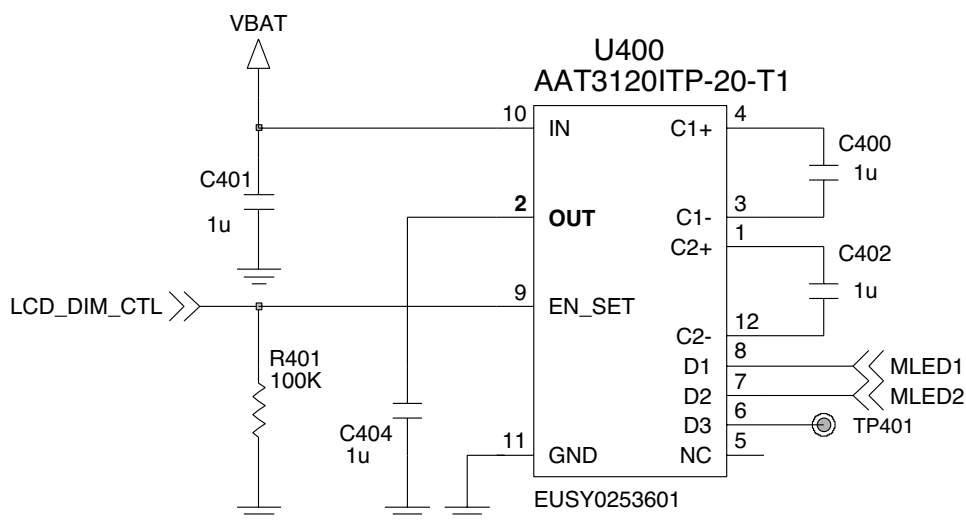 VBAT
U400
AAT3120ITP-20-T1
10
IN
C1+
4
C400
1u
C401
1u
2
OUT
C1-
3
C2+
1
C402
1u
LCD_DIM_CTL
9
EN_SET
C2-
12
R401
100K
D1
8
MLED1
D2
7
MLED2
D3
6
TP401
C404
1u
11
GND
NC
5
EUSY0253601